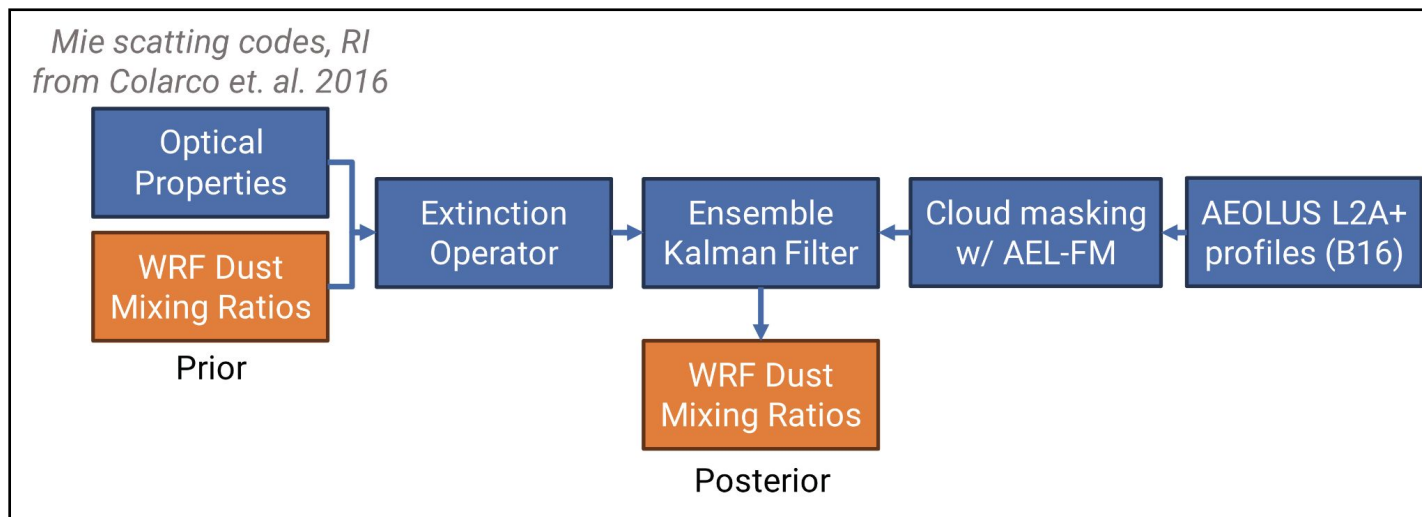 Mie scatting codes, RI
from Colarco et. al. 2016
Optical
Properties
WRF Dust
Mixing Ratios
Prior
Extinction
Operator
Ensemble
Kalman Filter
Cloud masking
w/ AEL-FM
AEOLUS L2A+
profiles (B16)
WRF Dust
Mixing Ratios
Posterior